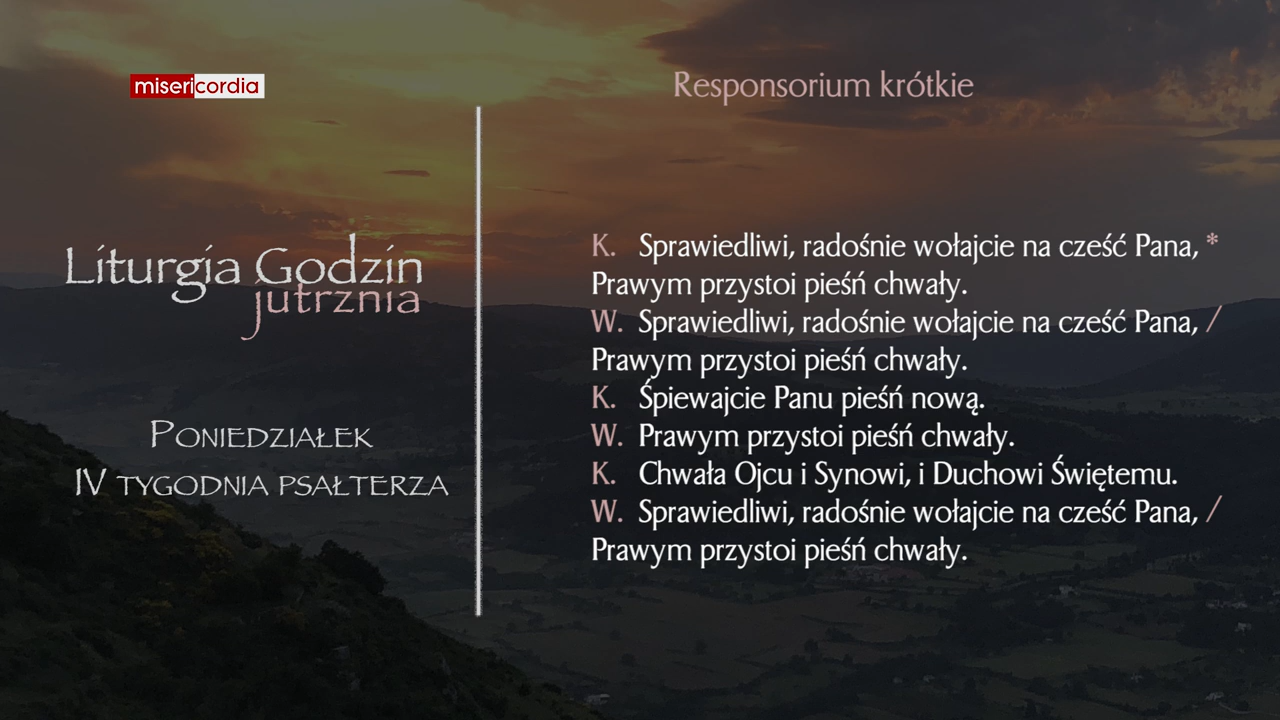 misericordia
Liturgia Godzin
jutrznia
Poniedziałek
IV tygodnia psałterza
Responsorium krótkie
K. Sprawiedliwi, radośnie wołajcie na cześć Pana, *
Prawym przystoi pieśń chwały.
W. Sprawiedliwi, radośnie wołajcie na cześć Pana, /
Prawym przystoi pieśń chwały.
K. Śpiewajcie Panu pieśń nową.
W. Prawym przystoi pieśń chwały.
K. Chwała Ojcu i Synowi, i Duchowi Świętemu.
W. Sprawiedliwi, radośnie wołajcie na cześć Pana, /
Prawym przystoi pieśń chwały.